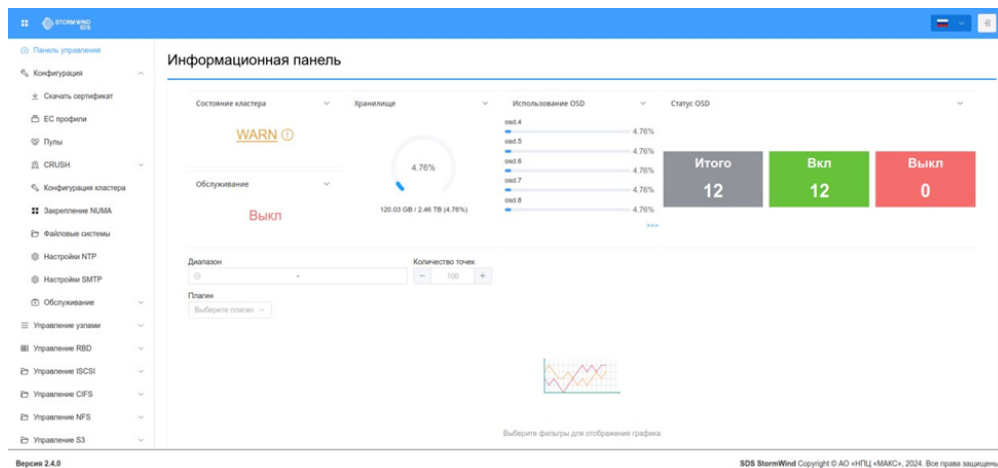 STORMWIND
SDS
Панель управления
Конфигурация
Скачать сертификат
ЕС профили
Пулы
CRUSH
Конфигурация кластера
Закрепление NUMA
Файловые системы
Настройки NTP
Настройки SMTP
Обслуживание
Управление узлами
Управление RBD
Управление ISCSI
Управление CIFS
Управление NFS
Управление S3
Информационная панель
Состояние кластера
WARN
Обслуживание
Выкл
Хранилище
4.76%
120.03 GB / 2.46 TB (4.76%)
Использование OSD
osd.4
4.76%
osd.5
4.76%
osd.6
4.76%
osd.7
4.76%
osd.8
4.76%
>>>
Статус OSD
Итого
12
Вкл
12
Выкл
0
Диапазон
-
Количество точек
− 100 +
Плагин
Выберите плагин
Выберите фильтры для отображения графика
Версия 2.4.0
SDS StormWind Copyright © АО «НПЦ «МАКС», 2024. Все права защищены